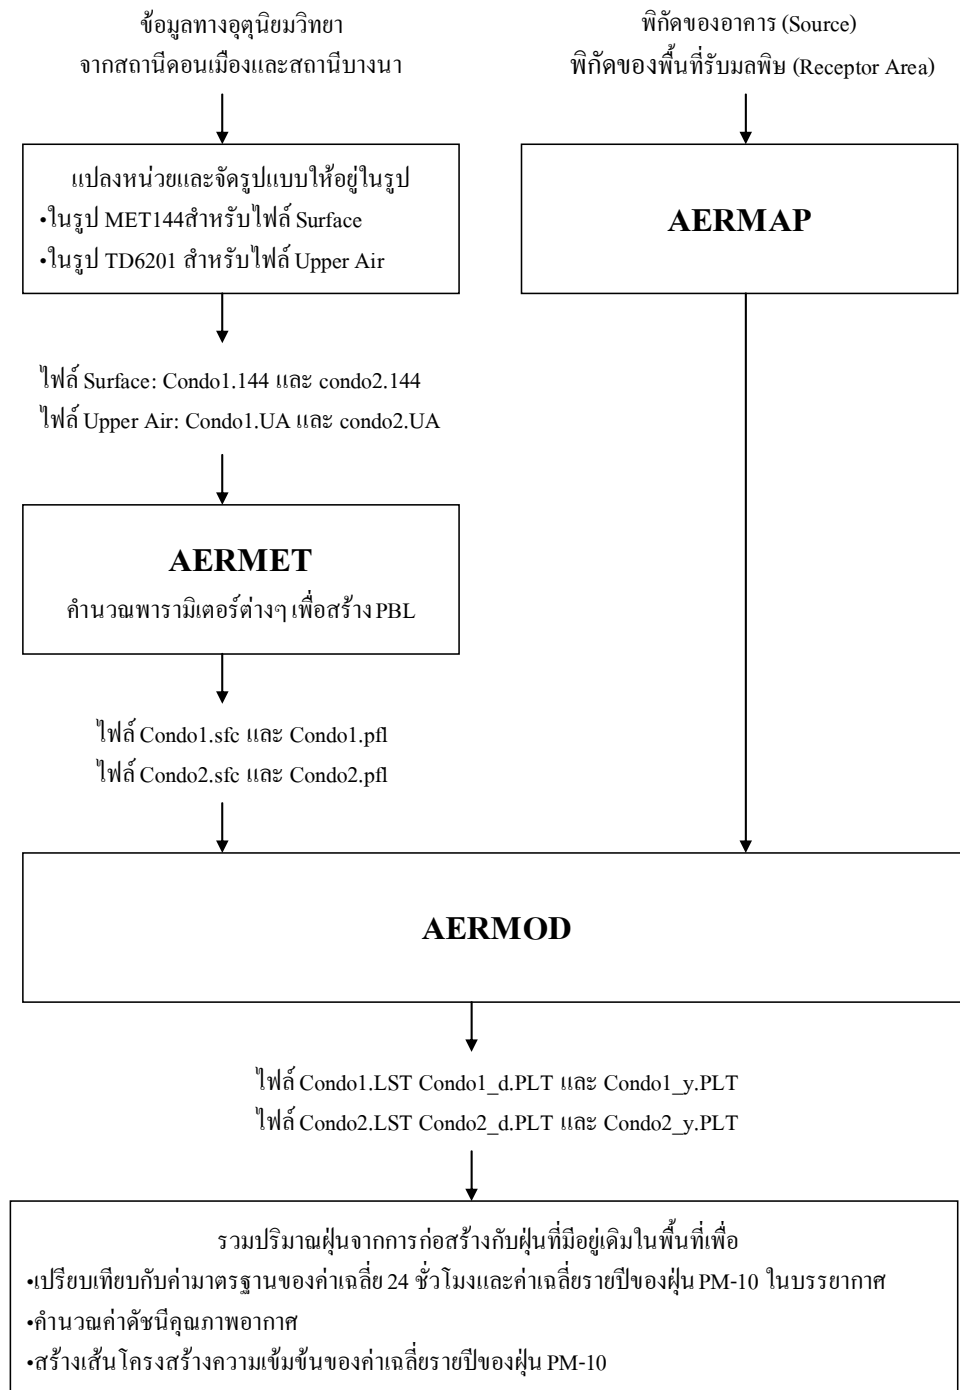 ข้อมูลทางอุตุนิยมวิทยา
จากสถานีดอนเมืองและสถานีบางนา
พิกัดของอาคาร (Source)
พิกัดของพื้นที่รับมลพิษ (Receptor Area)
แปลงหน่วยและจัดรูปแบบให้อยู่ในรูป
•ในรูป MET144สำหรับไฟล์ Surface
•ในรูป TD6201 สำหรับไฟล์ Upper Air
AERMAP
ไฟล์ Surface: Condo1.144 และ condo2.144
ไฟล์ Upper Air: Condo1.UA และ condo2.UA
AERMET
คำนวณพารามิเตอร์ต่างๆ เพื่อสร้าง PBL
ไฟล์ Condo1.sfc และ Condo1.pfl
ไฟล์ Condo2.sfc และ Condo2.pfl
AERMOD
ไฟล์ Condo1.LST Condo1_d.PLT และ Condo1_y.PLT
ไฟล์ Condo2.LST Condo2_d.PLT และ Condo2_y.PLT
รวมปริมาณฝุ่นจากการก่อสร้างกับฝุ่นที่มีอยู่เดิมในพื้นที่เพื่อ
•เปรียบเทียบกับค่ามาตรฐานของค่าเฉลี่ย 24 ชั่วโมงและค่าเฉลี่ยรายปีของฝุ่น PM-10 ในบรรยากาศ
•คำนวณค่าดัชนีคุณภาพอากาศ
•สร้างเส้นโครงสร้างความเข้มข้นของค่าเฉลี่ยรายปีของฝุ่น PM-10